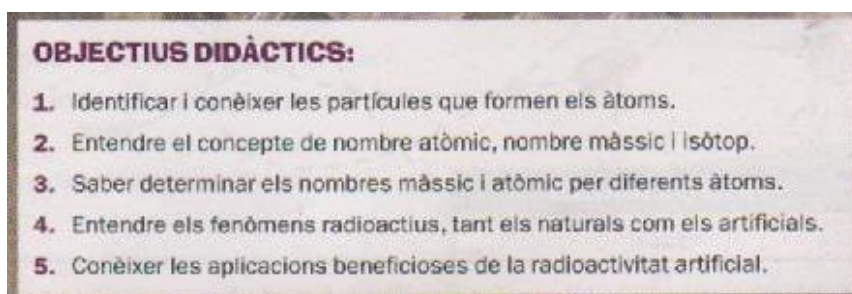 OBJECTIUS DIDÀCTICS:
1. Identificar i conèixer les partícules que formen els àtoms.
2. Entendre el concepte de nombre atòmic, nombre màssic i isòtop.
3. Saber determinar els nombres màssic i atòmic per diferents àtoms.
4. Entendre els fenòmens radioactius, tant els naturals com els artificials.
5. Conèixer les aplicacions beneficioses de la radioactivitat artificial.